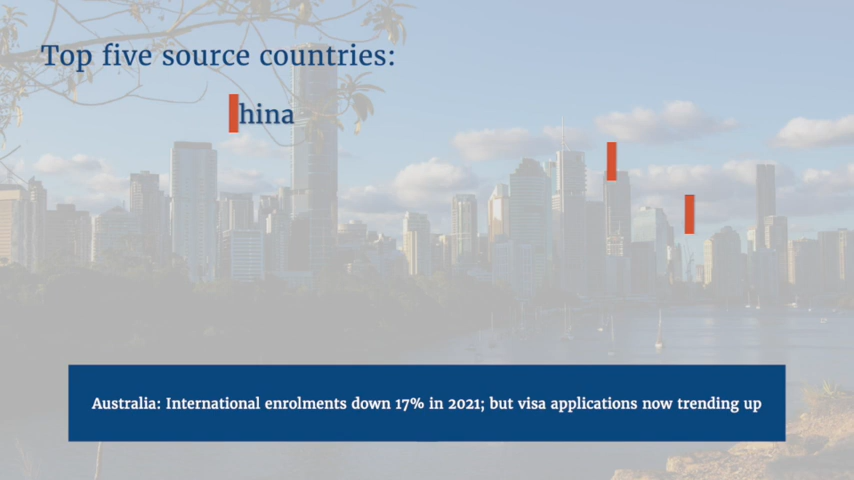 Top five source countries:
hina
Australia: International enrolments down 17% in 2021; but visa applications now trending up